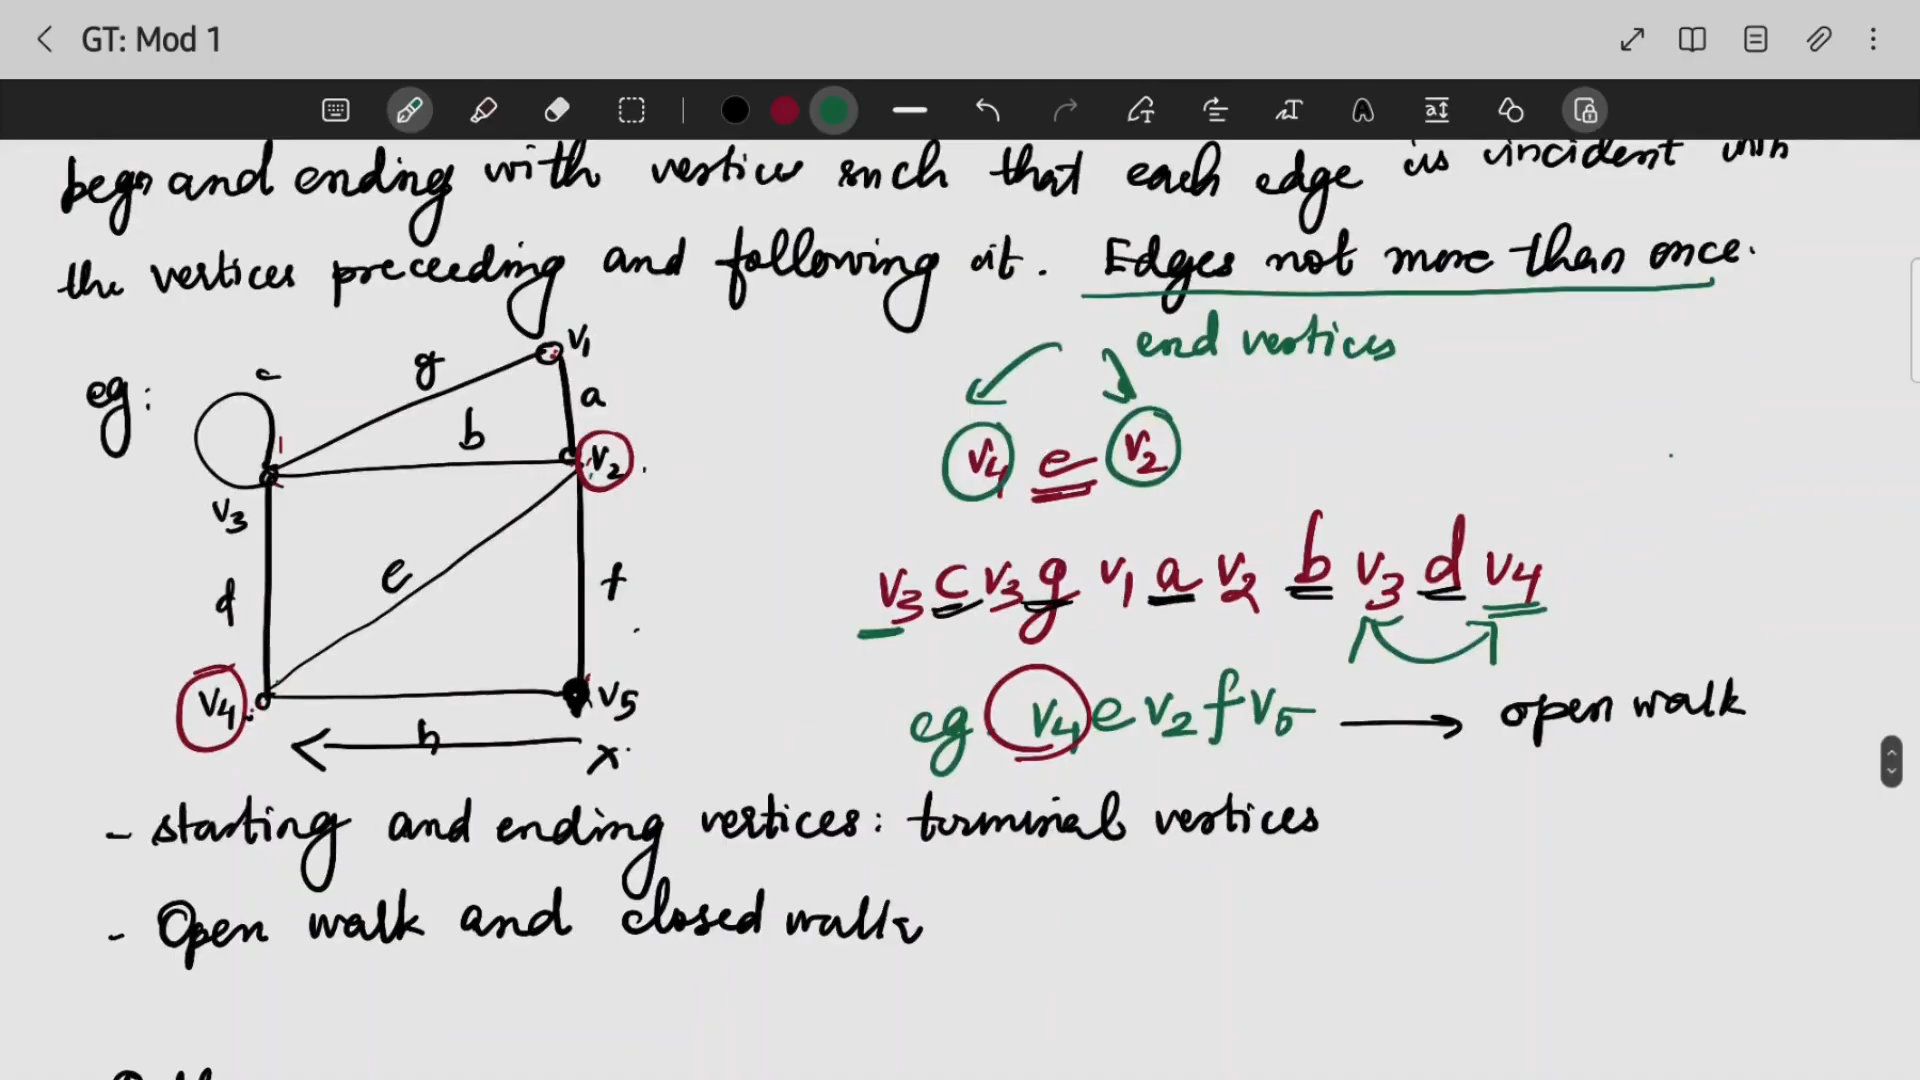 GT: Mod 1
begn and ending with vertices such that each edge is incident with
the vertices preceeding and following it. Edges not more than once.
end vertices
eg:
c
g
v1
a
b
v2
v3
d
e
f
v4
v5
h
x
v4 e v2
v3 c v3 g v1 a v2 b v3 d v4
eg. v4 e v2 f v5 → open walk
- starting and ending vertices: terminal vertices
- Open walk and closed walk